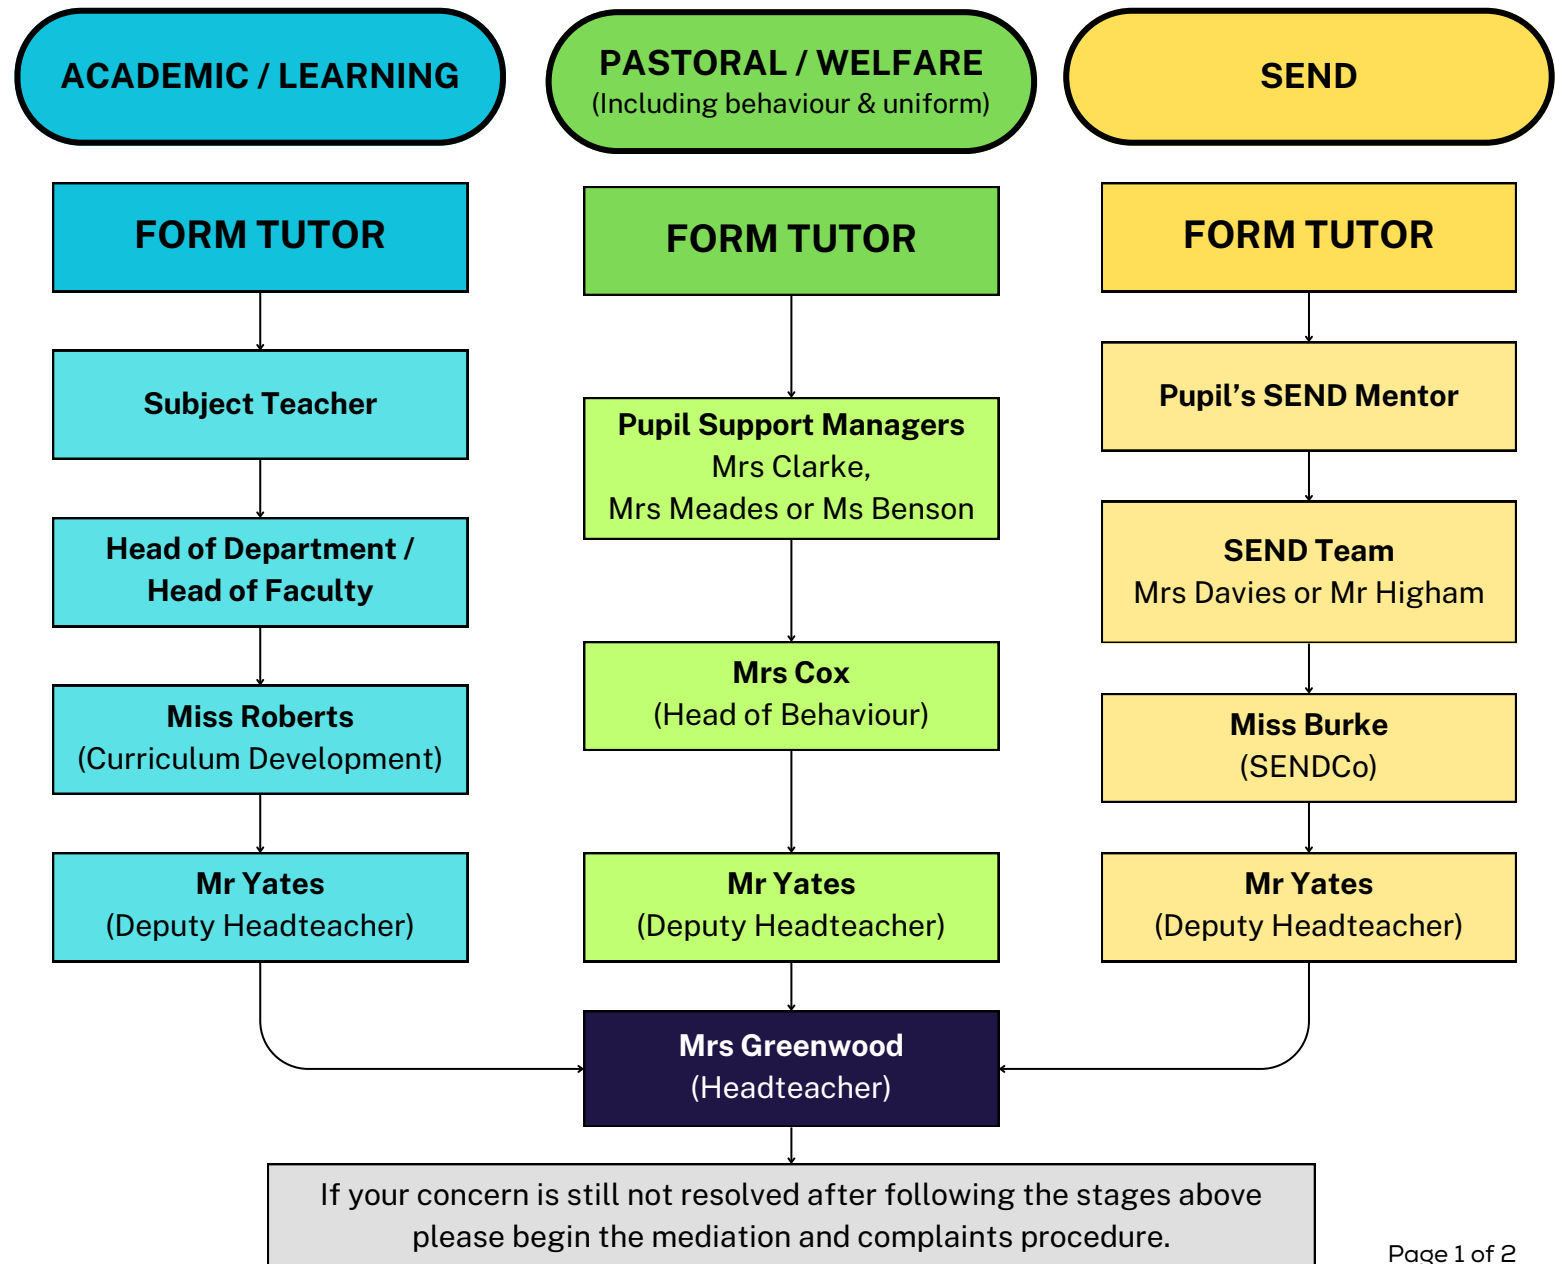 ACADEMIC / LEARNING
FORM TUTOR
Subject Teacher
Head of Department /
Head of Faculty
Miss Roberts
(Curriculum Development)
Mr Yates
(Deputy Headteacher)
PASTORAL / WELFARE
(Including behaviour & uniform)
FORM TUTOR
Pupil Support Managers
Mrs Clarke,
Mrs Meades or Ms Benson
Mrs Cox
(Head of Behaviour)
Mr Yates
(Deputy Headteacher)
SEND
FORM TUTOR
Pupil’s SEND Mentor
SEND Team
Mrs Davies or Mr Higham
Miss Burke
(SENDCo)
Mr Yates
(Deputy Headteacher)
Mrs Greenwood
(Headteacher)
If your concern is still not resolved after following the stages above
please begin the mediation and complaints procedure.
Page 1 of 2